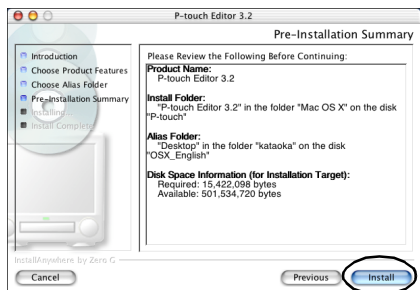 P-touch Editor 3.2
Pre-Installation Summary
Introduction
Choose Product Features
Choose Alias Folder
Pre-Installation Summary
Installing...
Install Complete
Please Review the Following Before Continuing:
Product Name:
P-touch Editor 3.2
Install Folder:
"P-touch Editor 3.2" in the folder "Mac OS X" on the disk
"P-touch"
Alias Folder:
"Desktop" in the folder "kataoka" on the disk
"OSX_English"
Disk Space Information (for Installation Target):
Required: 15,422,098 bytes
Available: 501,534,720 bytes
InstallAnywhere by Zero G
Cancel
Previous
Install